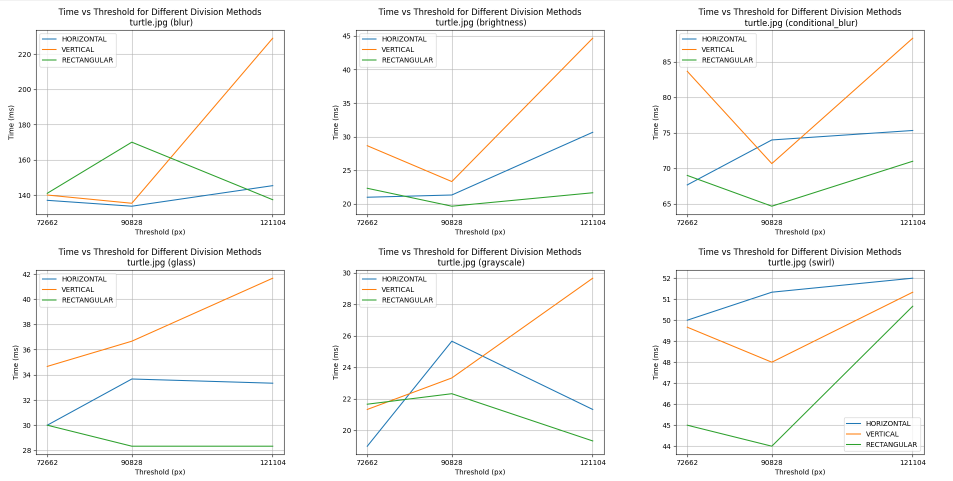 Time vs Threshold for Different Division Methods
turtle.jpg (blur)
HORIZONTAL
VERTICAL
RECTANGULAR
220
200
180
160
140
Time (ms)
72662 90828 121104
Threshold (px)
Time vs Threshold for Different Division Methods
turtle.jpg (brightness)
HORIZONTAL
VERTICAL
RECTANGULAR
45
40
35
30
25
20
Time (ms)
72662 90828 121104
Threshold (px)
Time vs Threshold for Different Division Methods
turtle.jpg (conditional_blur)
HORIZONTAL
VERTICAL
RECTANGULAR
85
80
75
70
65
Time (ms)
72662 90828 121104
Threshold (px)
Time vs Threshold for Different Division Methods
turtle.jpg (glass)
HORIZONTAL
VERTICAL
RECTANGULAR
42
40
38
36
34
32
30
28
Time (ms)
72662 90828 121104
Threshold (px)
Time vs Threshold for Different Division Methods
turtle.jpg (grayscale)
HORIZONTAL
VERTICAL
RECTANGULAR
30
28
26
24
22
20
Time (ms)
72662 90828 121104
Threshold (px)
Time vs Threshold for Different Division Methods
turtle.jpg (swirl)
52
51
50
49
48
47
46
45
44
Time (ms)
HORIZONTAL
VERTICAL
RECTANGULAR
72662 90828 121104
Threshold (px)